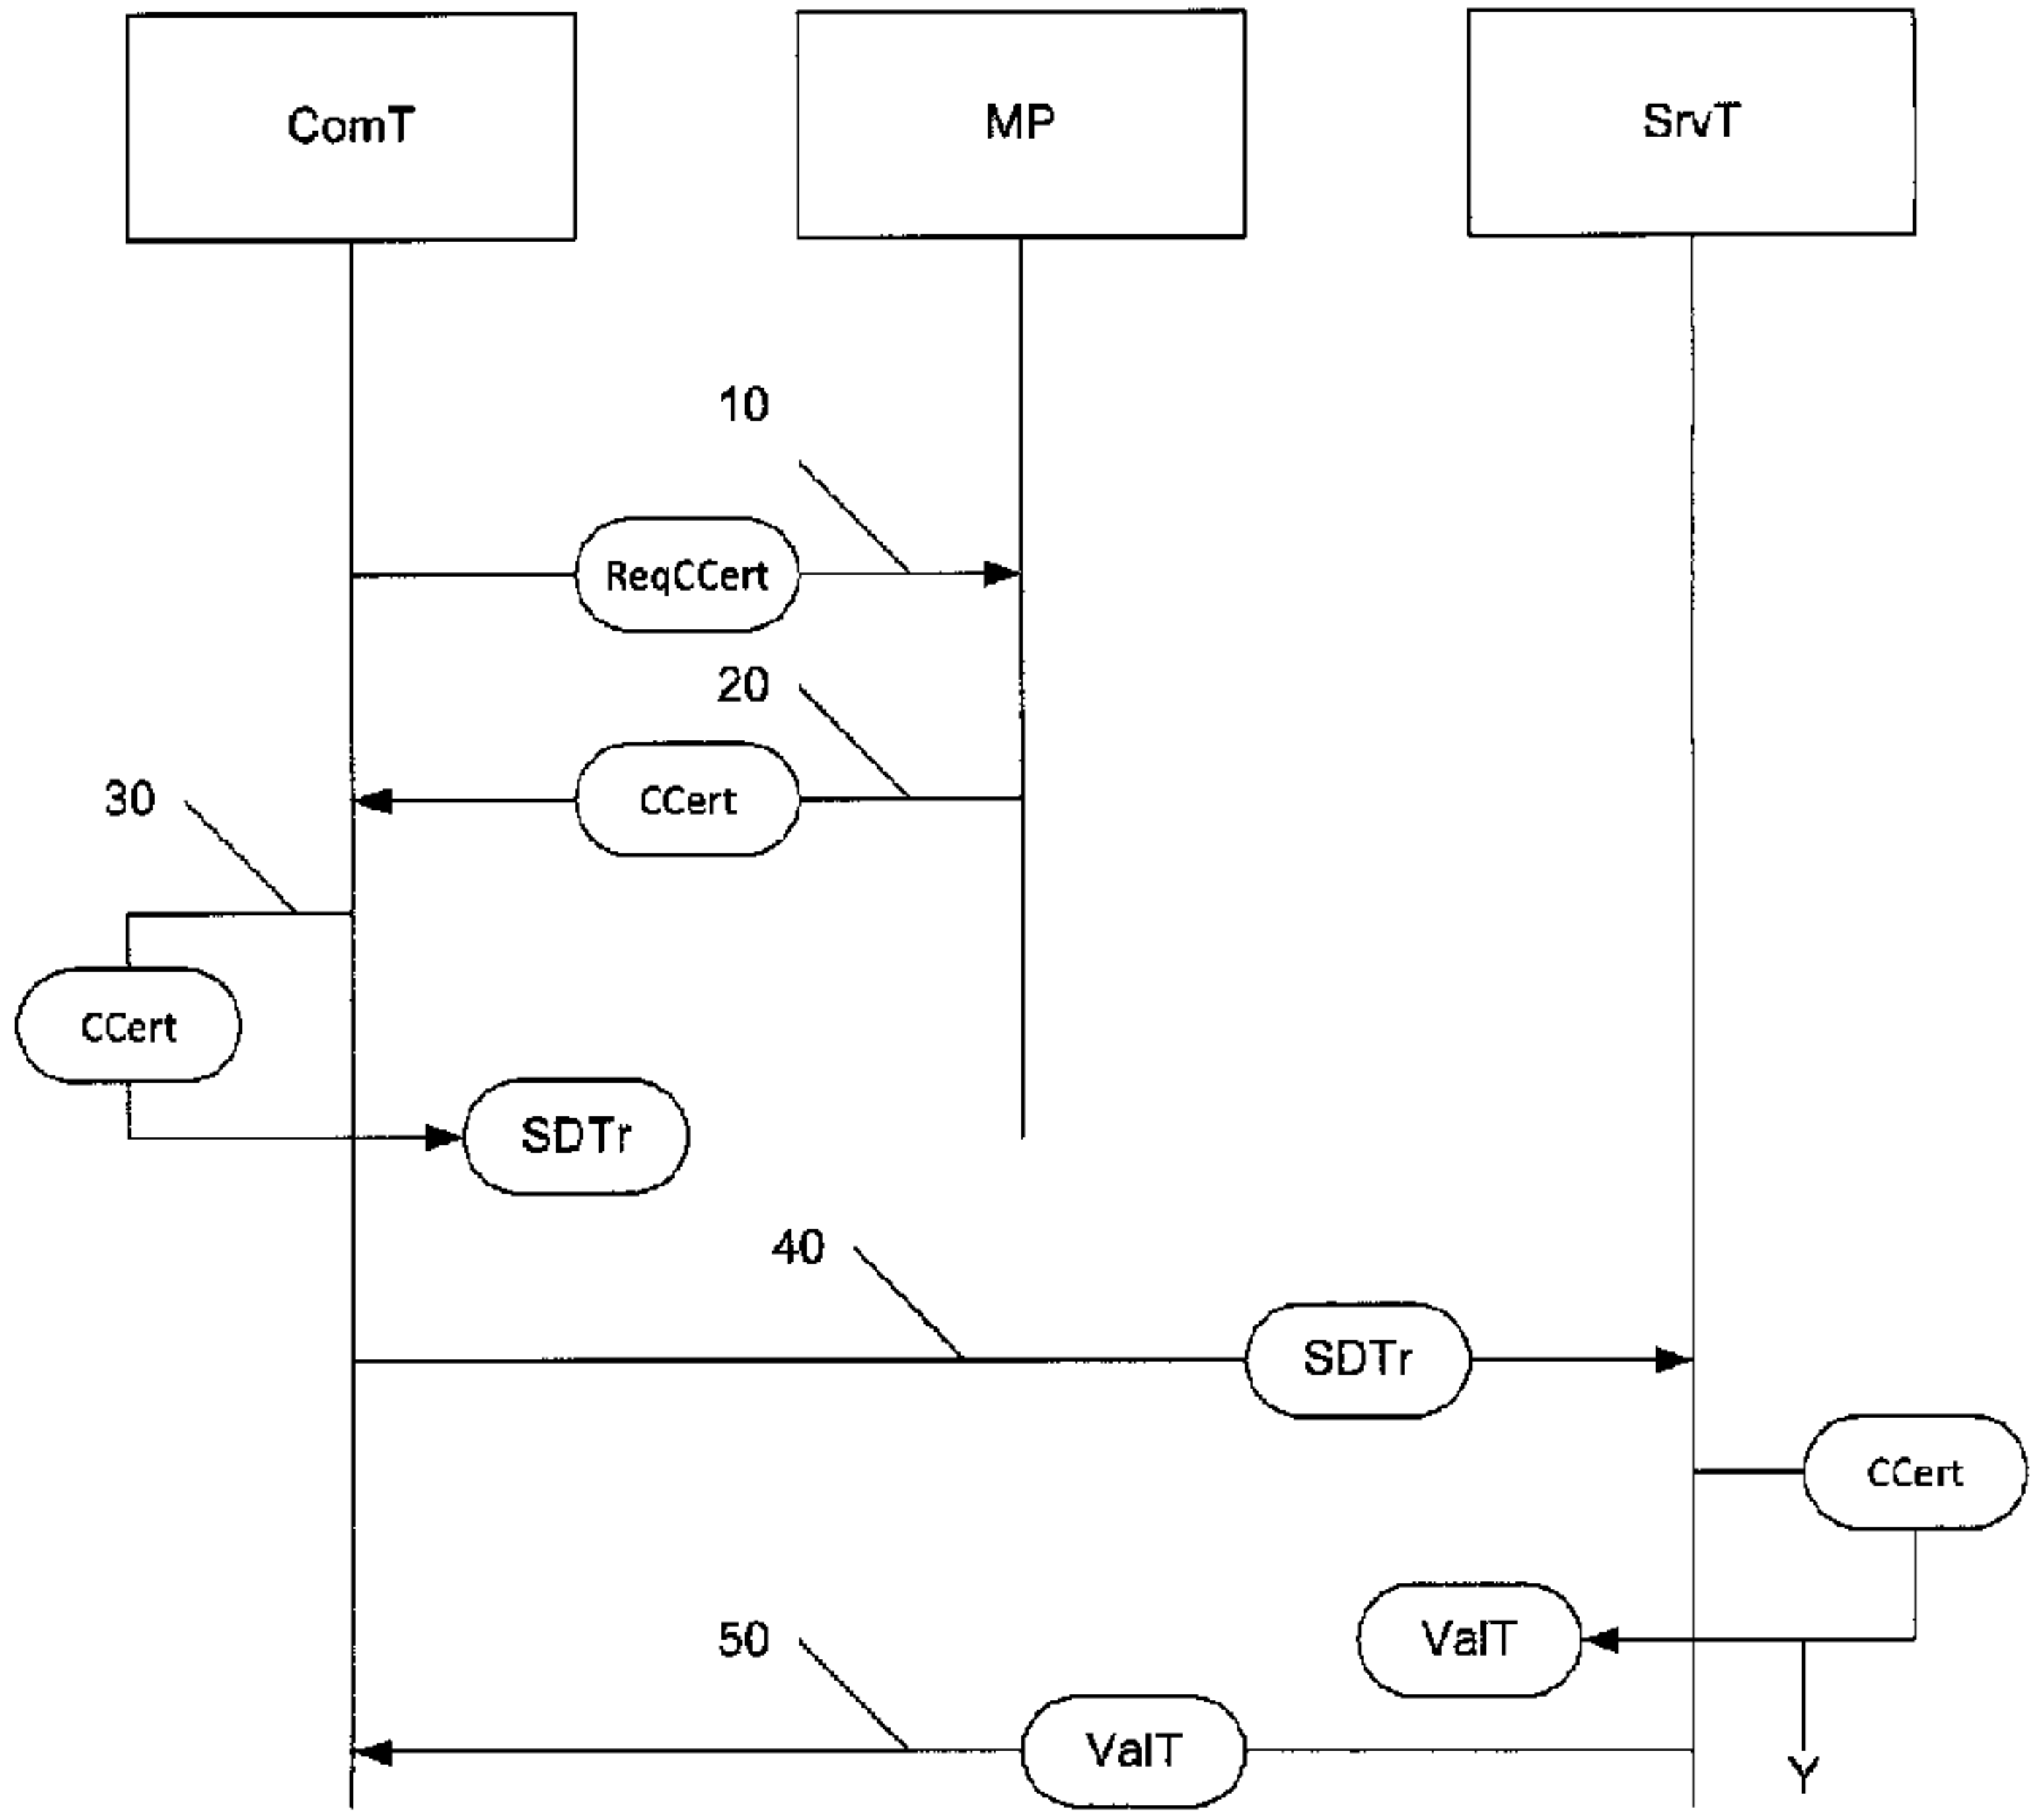 ComT
MP
SrvT
10
ReqCCert
20
CCert
30
CCert
SDTr
40
SDTr
CCert
ValT
50
ValT
Y